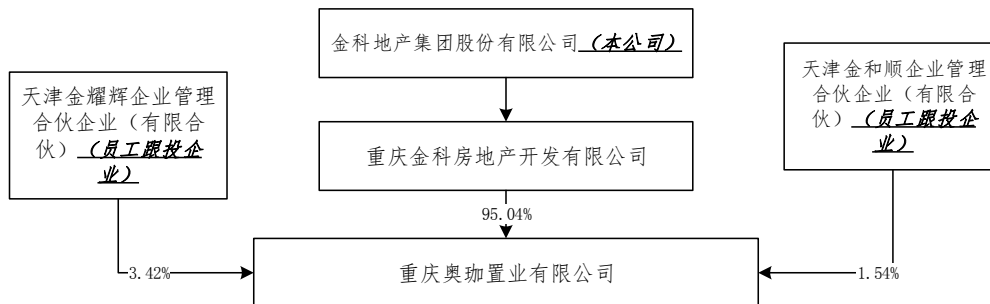 金科地产集团股份有限公司（本公司）
天津金耀辉企业管理
合伙企业（有限合
伙）（员工跟投企
业）
天津金和顺企业管理
合伙企业（有限合
伙）（员工跟投企
业）
重庆金科房地产开发有限公司
95.04%
3.42%
重庆奥珈置业有限公司
1.54%